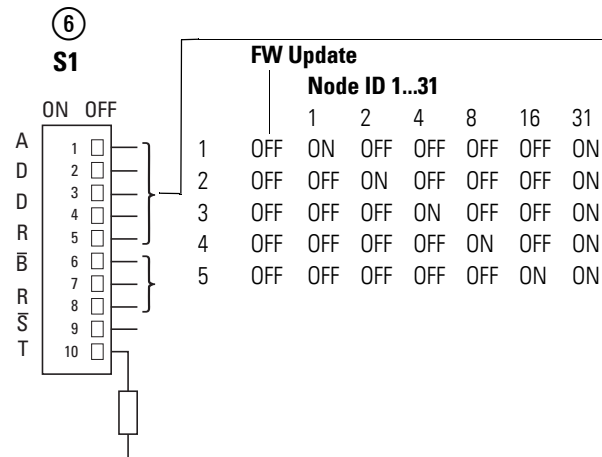 6
S1
ON OFF
A
D
D
R
B̅
R
S̅
T
1
2
3
4
5
6
7
8
9
10
FW Update
Node ID 1...31
1 2 4 8 16 31
1 OFF ON OFF OFF OFF OFF ON
2 OFF OFF ON OFF OFF OFF ON
3 OFF OFF OFF ON OFF OFF ON
4 OFF OFF OFF OFF ON OFF ON
5 OFF OFF OFF OFF OFF ON ON